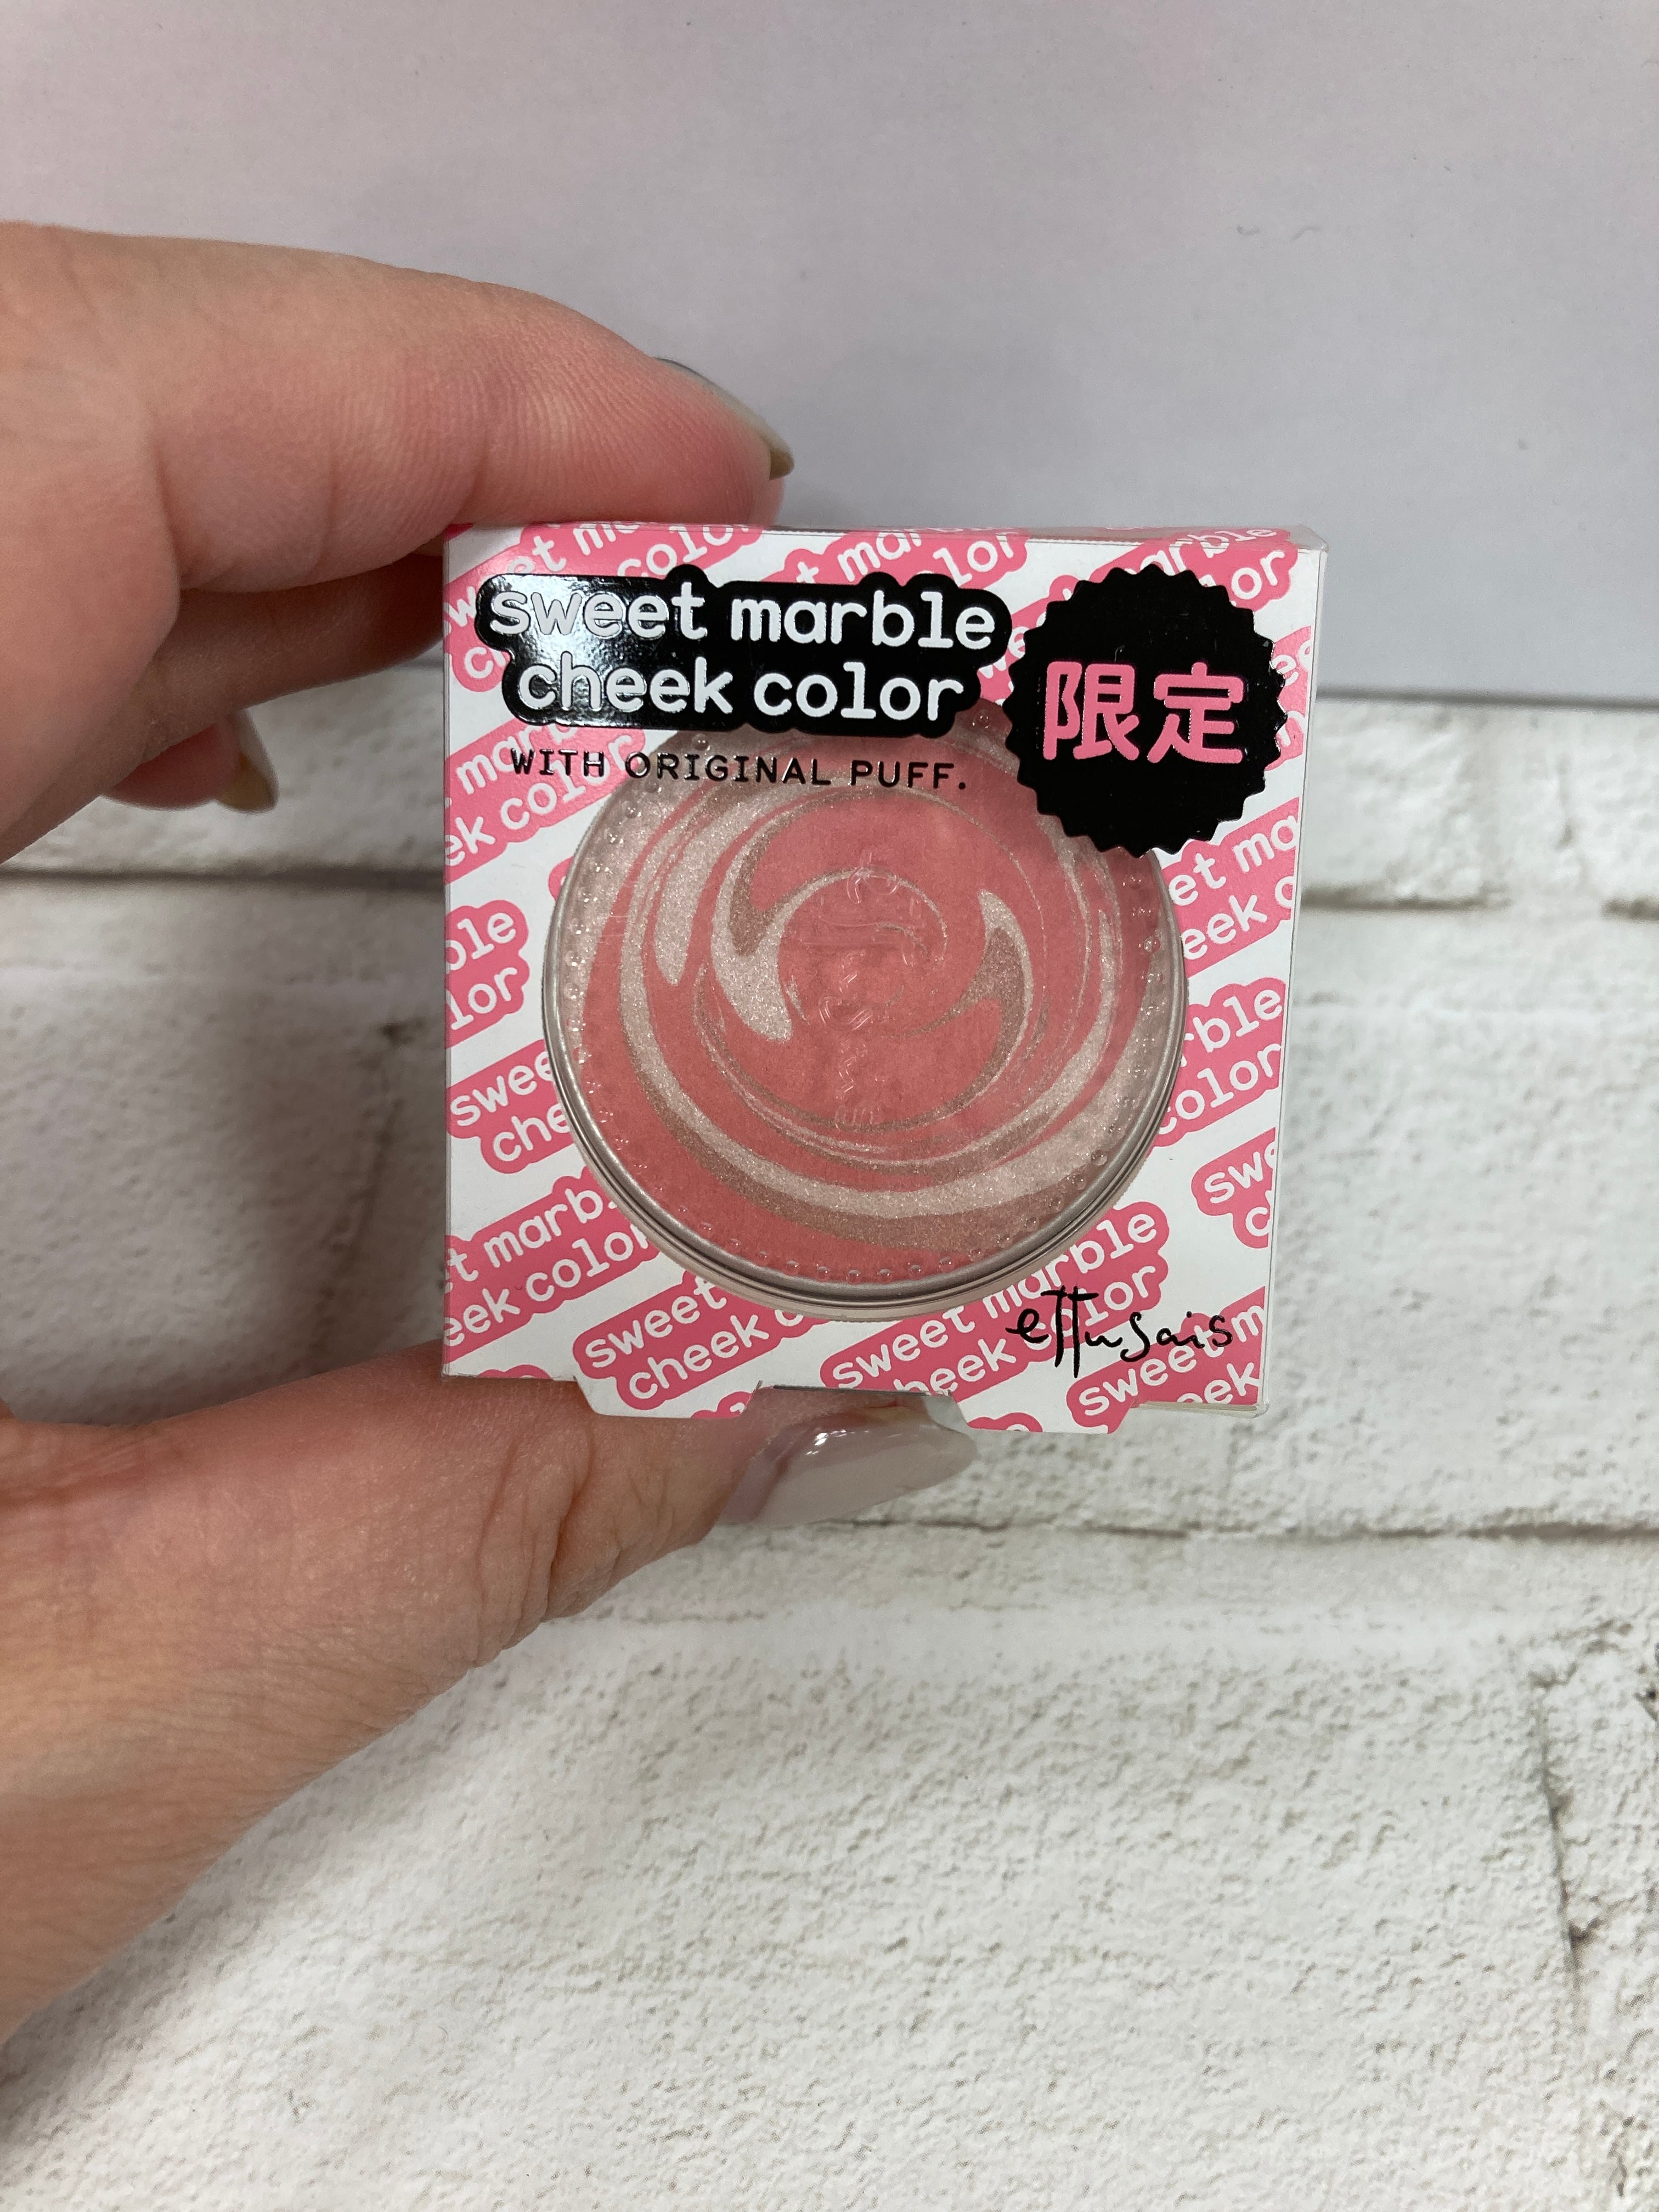 sweet marble
cheek color
限定
WITH ORIGINAL PUFF.
ettusais